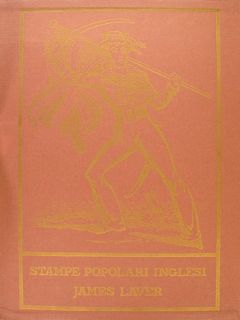 STAMPE POPOLARI INGLESI
JAMES LAVER